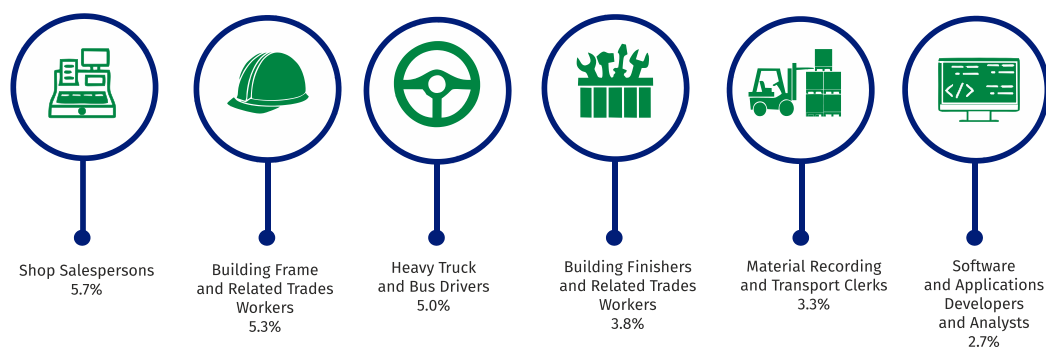 Shop Salespersons
5.7%
Building Frame
and Related Trades
Workers
5.3%
Heavy Truck
and Bus Drivers
5.0%
Building Finishers
and Related Trades
Workers
3.8%
Material Recording
and Transport Clerks
3.3%
Software
and Applications
Developers
and Analysts
2.7%